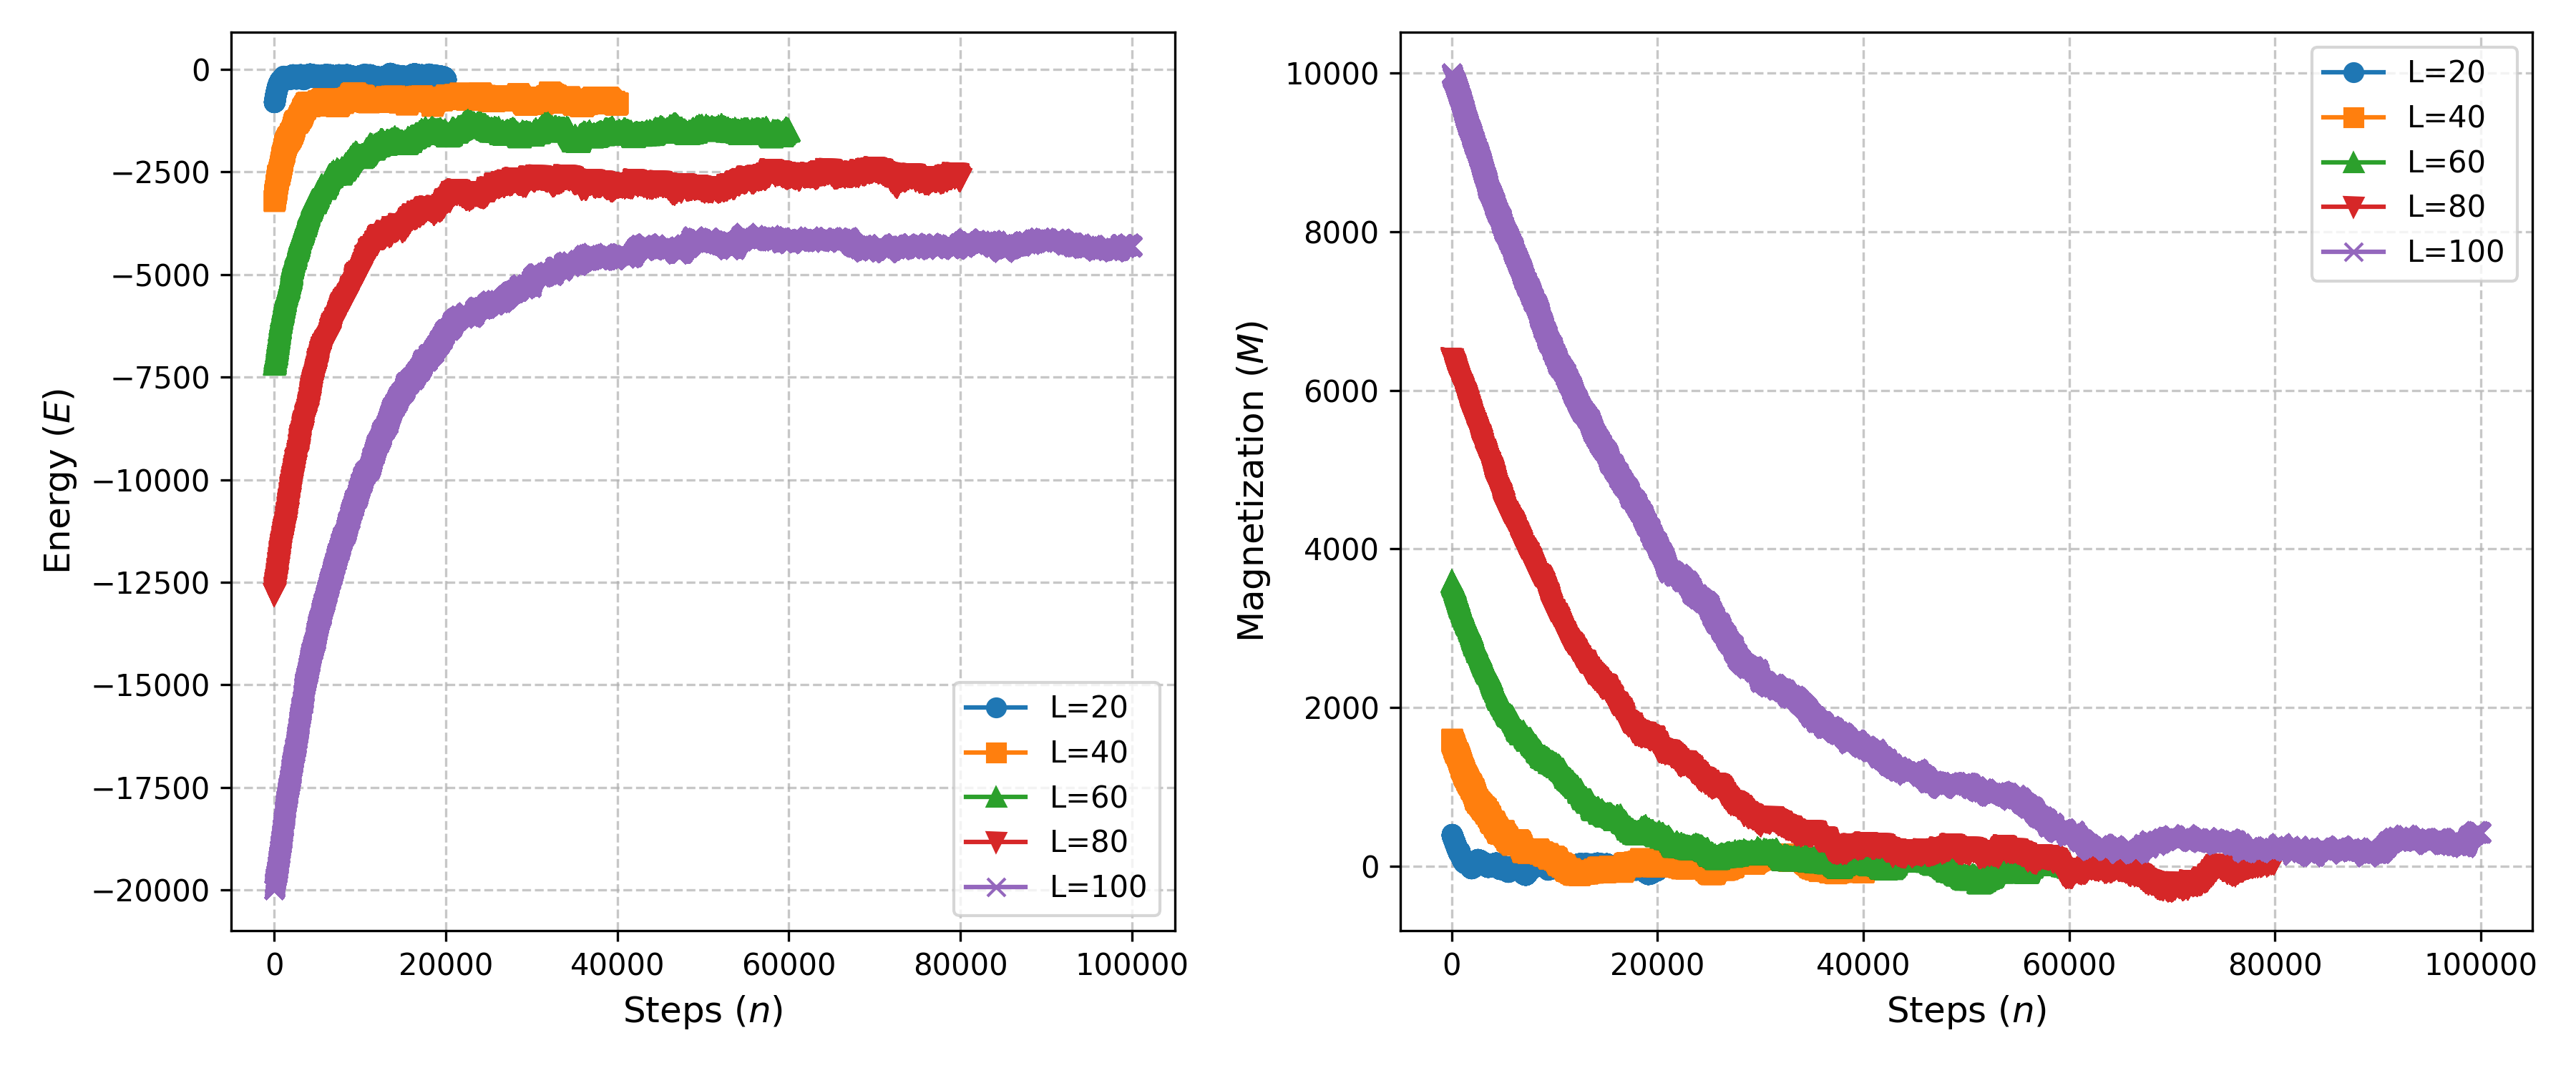 0
−2500
−5000
−7500
−10000
−12500
−15000
−17500
−20000
Energy (E)
0 20000 40000 60000 80000 100000
Steps (n)
L=20
L=40
L=60
L=80
L=100
10000
8000
6000
4000
2000
0
Magnetization (M)
0 20000 40000 60000 80000 100000
Steps (n)
L=20
L=40
L=60
L=80
L=100